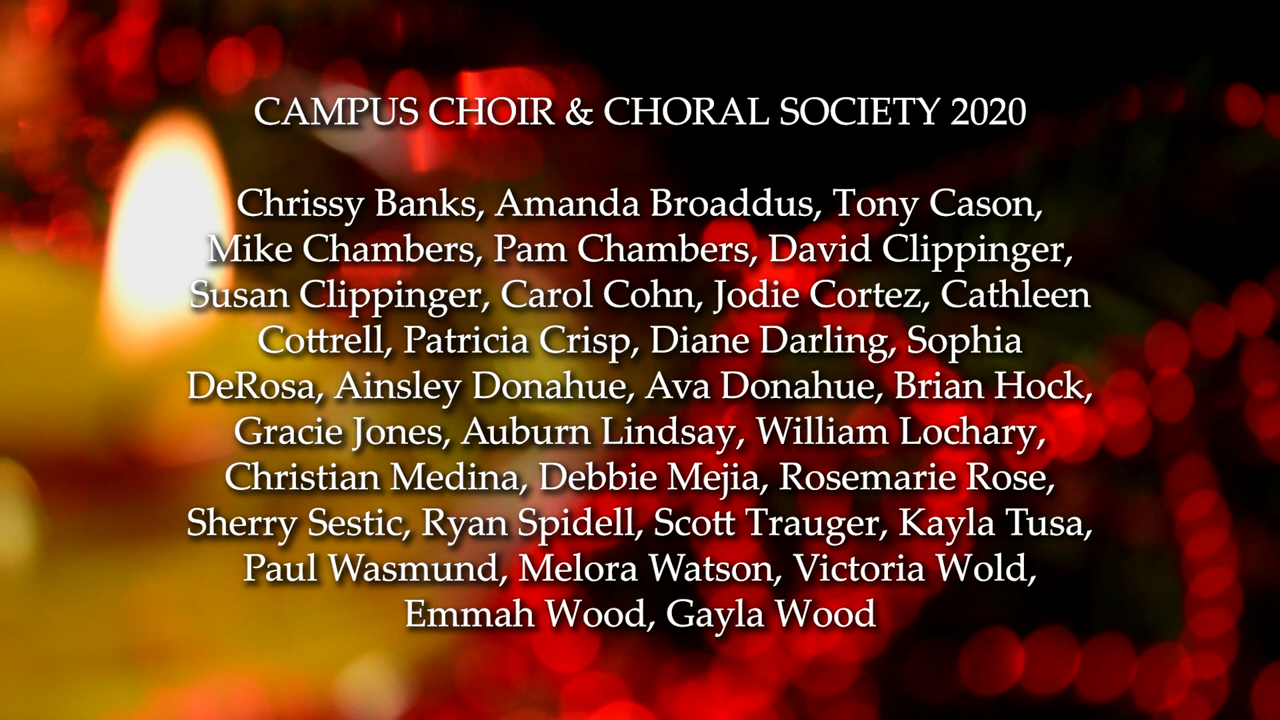 CAMPUS CHOIR & CHORAL SOCIETY 2020
Chrissy Banks, Amanda Broaddus, Tony Cason,
Mike Chambers, Pam Chambers, David Clippinger,
Susan Clippinger, Carol Cohn, Jodie Cortez, Cathleen
Cottrell, Patricia Crisp, Diane Darling, Sophia
DeRosa, Ainsley Donahue, Ava Donahue, Brian Hock,
Gracie Jones, Auburn Lindsay, William Lochary,
Christian Medina, Debbie Mejia, Rosemarie Rose,
Sherry Sestic, Ryan Spidell, Scott Trauger, Kayla Tusa,
Paul Wasmund, Melora Watson, Victoria Wold,
Emmah Wood, Gayla Wood